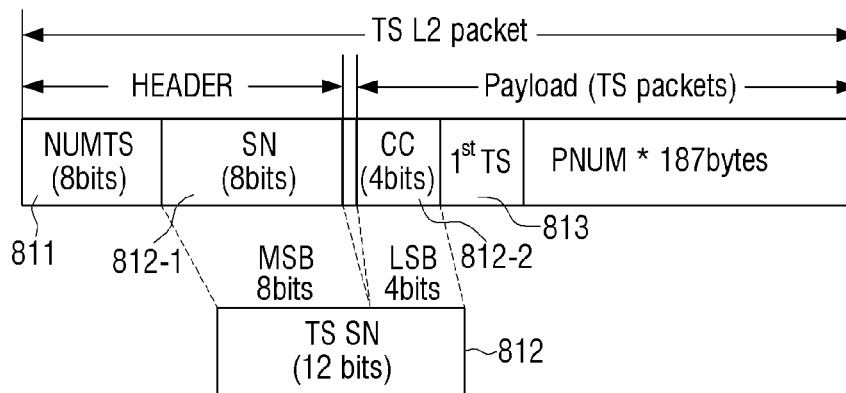 TS L2 packet
HEADER
Payload (TS packets)
NUMTS
(8bits)
SN
(8bits)
CC
(4bits)
1st TS
PNUM * 187bytes
811
812-1
812-2
813
MSB
8bits
LSB
4bits
TS SN
(12 bits)
812